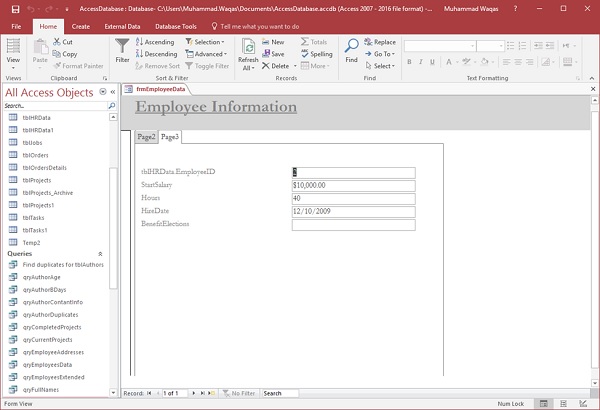 AccessDatabase : Database- C:\Users\Muhammad.Waqas\Documents\AccessDatabase.accdb (Access 2007 - 2016 file format) -... Muhammad Waqas
File Home Create External Data Database Tools Tell me what you want to do
View
Views
Paste
Cut
Copy
Format Painter
Clipboard
Filter
Ascending
Descending
Remove Sort
Selection
Advanced
Toggle Filter
Sort & Filter
Refresh All
New
Save
Delete
Totals
Spelling
More
Records
Find
Replace
Go To
Select
Find
B I U
A
Text Formatting
All Access Objects
Search...
tblHRData
tblHRData1
tblJobs
tblOrders
tblOrdersDetails
tblProjects
tblProjects_Archive
tblProjects1
tblTasks
tblTasks1
Temp2
Queries
Find duplicates for tblAuthors
qryAuthorAge
qryAuthorBDays
qryAuthorContantInfo
qryAuthorDuplicates
qryCompletedProjects
qryCurrentProjects
qryEmployeeAddresses
qryEmployeesData
qryEmployeesExtended
qryFullNames
frmEmployeeData
Employee Information
Page2 Page3
tblHRData.EmployeeID
StartSalary $10,000.00
Hours 40
HireDate 12/10/2009
BenefitElections
Record: 1 of 1 No Filter Search
Form View Num Lock